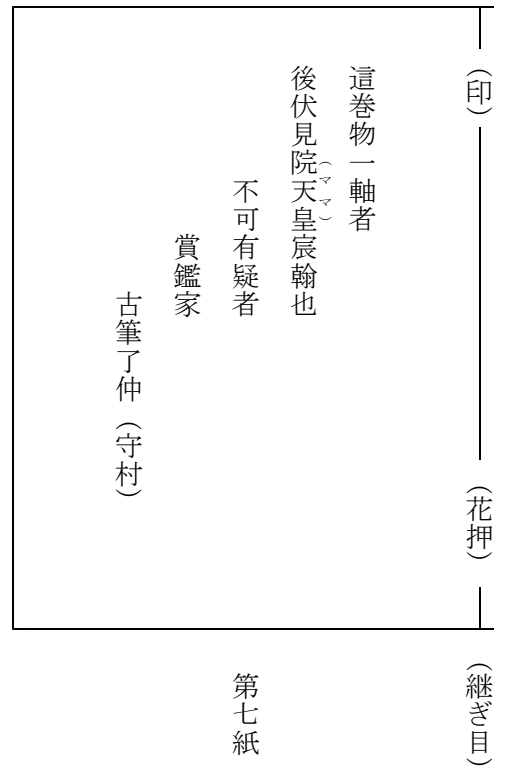 （印）
（花押）
（継ぎ目）
這巻物一軸者
後伏見院天皇宸翰也
（ママ）
不可有疑者
第七紙
賞鑑家
古筆了仲（守村）